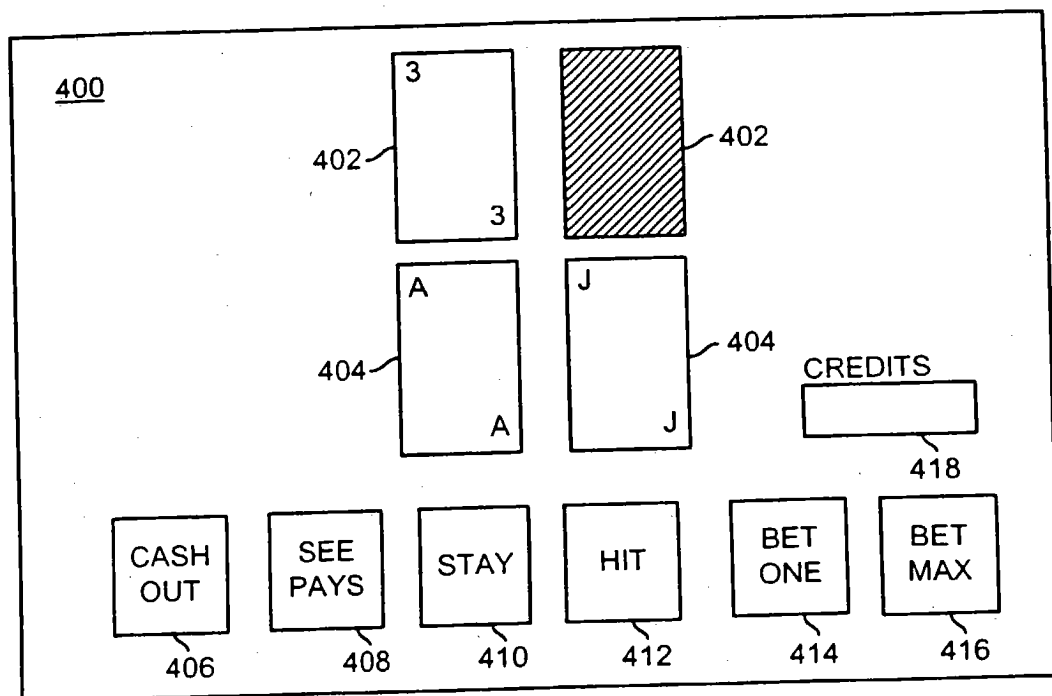 400
3
402
3
402
A
404
A
J
404
J
CREDITS
418
CASH
OUT
406
SEE
PAYS
408
STAY
410
HIT
412
BET
ONE
414
BET
MAX
416